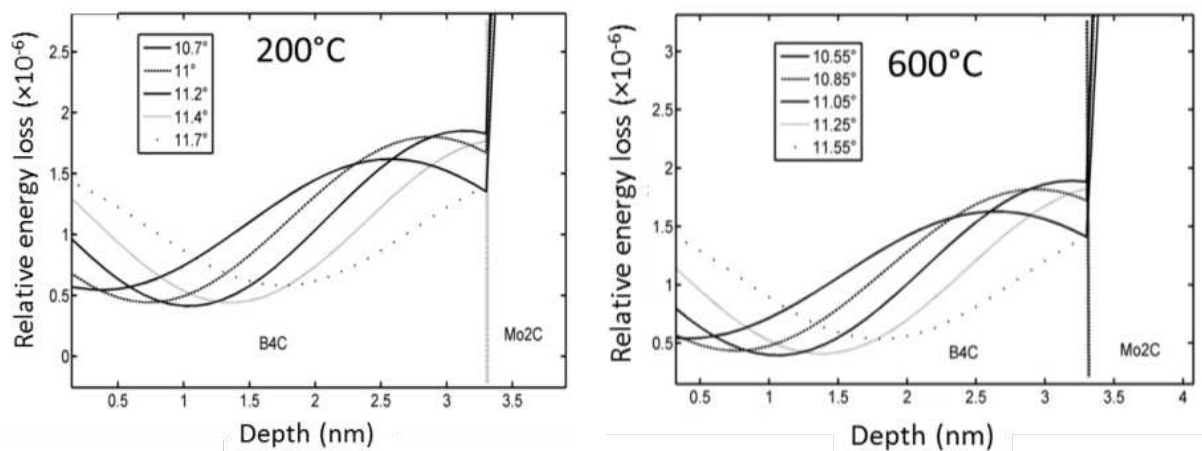 200°C
10.7°
11°
11.2°
11.4°
11.7°
Relative energy loss (×10-6)
2.5
2
1.5
1
0.5
0
B4C
Mo2C
0.5 1 1.5 2 2.5 3 3.5
Depth (nm)
600°C
10.55°
10.85°
11.05°
11.25°
11.55°
Relative energy loss (×10-6)
3
2.5
2
1.5
1
0.5
B4C
Mo2C
0.5 1 1.5 2 2.5 3 3.5 4
Depth (nm)